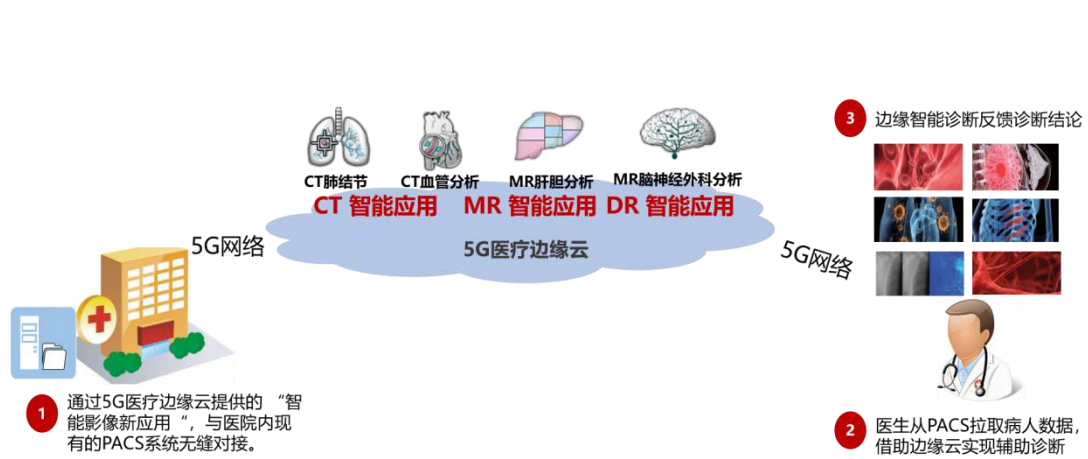 CT肺结节
CT血管分析
MR肝胆分析
MR脑神经外科分析
CT 智能应用
MR 智能应用
DR 智能应用
5G医疗边缘云
5G网络
5G网络
1
通过5G医疗边缘云提供的 “智
能影像新应用 “，与医院内现
有的PACS系统无缝对接。
3
边缘智能诊断反馈诊断结论
2
医生从PACS拉取病人数据，
借助边缘云实现辅助诊断